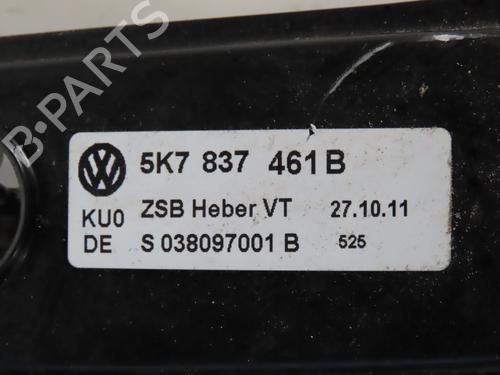 5K7 837 461 B
KU0 ZSB Heber VT 27.10.11
DE S 038097001 B 525
B-PARTS